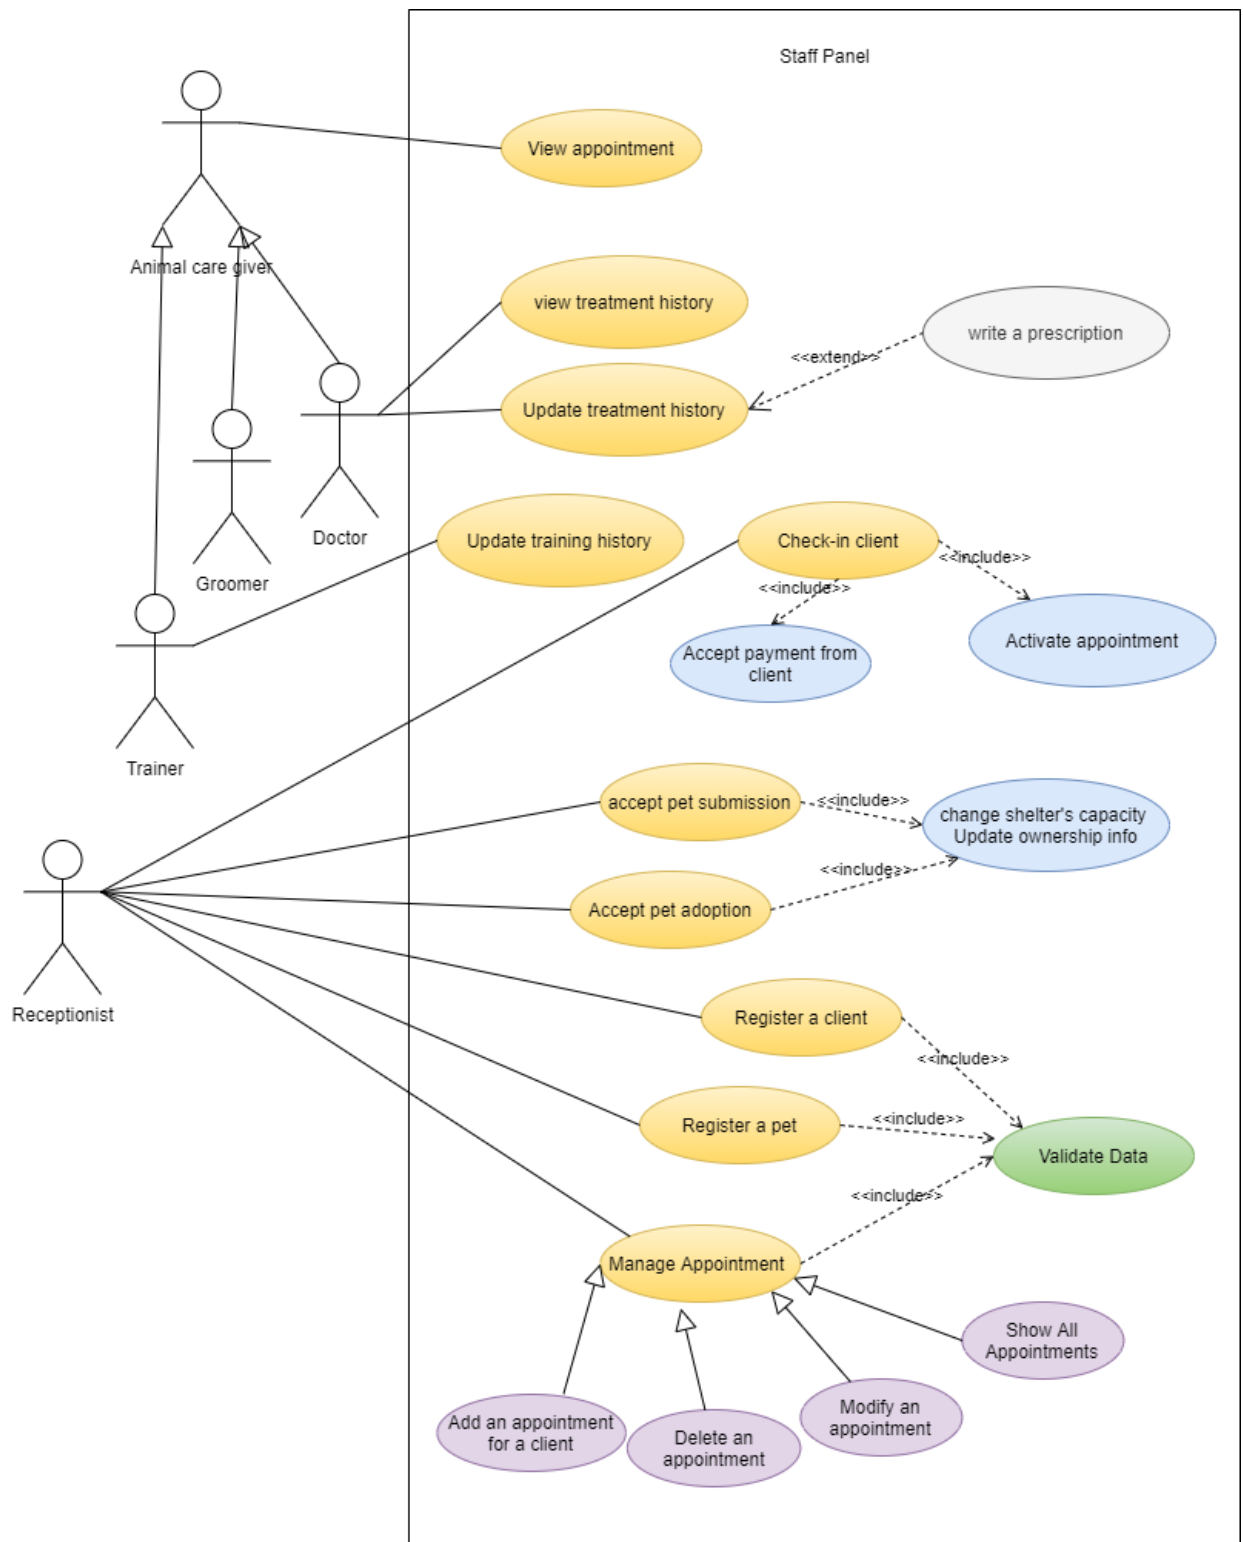 Staff Panel
View appointment
Animal care giver
view treatment history
write a prescription
<<extend>>
Update treatment history
Doctor
Update training history
Check-in client
<<include>>
Groomer
<<include>>
Activate appointment
Accept payment from
client
Trainer
accept pet submission
<<include>>
change shelter's capacity
Update ownership info
<<include>>
Accept pet adoption
Receptionist
Register a client
<<include>>
Register a pet
<<include>>
Validate Data
<<include>>
Manage Appointment
Show All
Appointments
Modify an
appointment
Add an appointment
for a client
Delete an
appointment